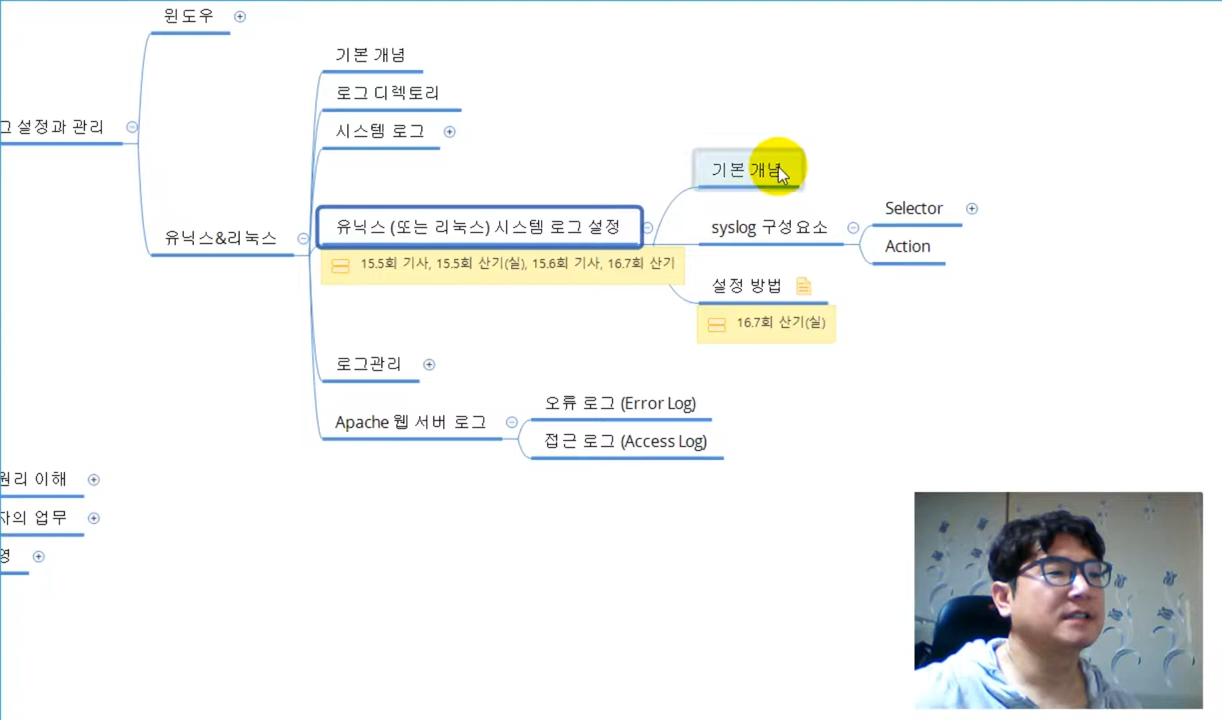 윈도우
기본 개념
로그 디렉토리
그 설정과 관리
시스템 로그
기본 개념
Selector
유닉스 (또는 리눅스) 시스템 로그 설정
syslog 구성요소
유닉스&리눅스
Action
15.5회 기사, 15.5회 산기(실), 15.6회 기사, 16.7회 산기
설정 방법
16.7회 산기(실)
로그관리
오류 로그 (Error Log)
Apache 웹 서버 로그
접근 로그 (Access Log)
원리 이해
자의 업무
영